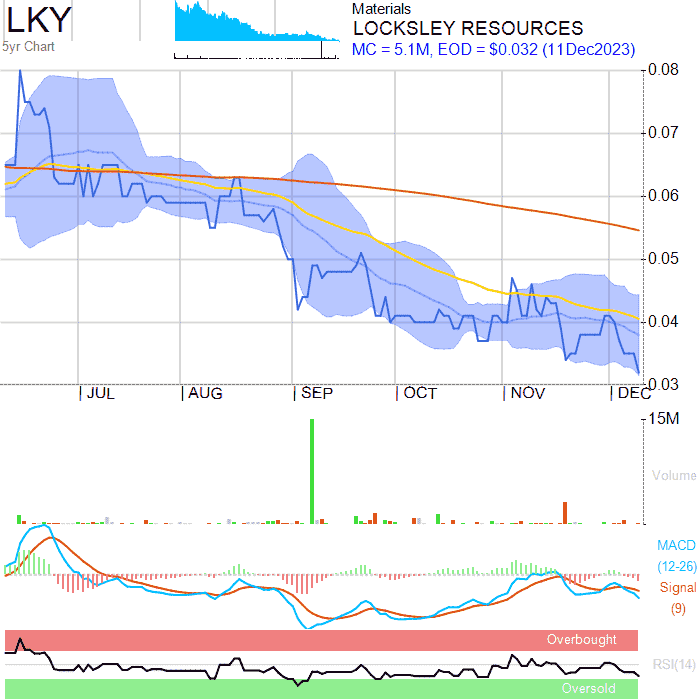 LKY
5yr Chart
Materials
LOCKSLEY RESOURCES
MC = 5.1M, EOD = $0.032 (11Dec2023)
0.08
0.07
0.06
0.05
0.04
0.03
JUL AUG SEP OCT NOV DEC
15M
Volume
MACD
(12-26)
Signal
(9)
Overbought
RSI(14)
Oversold